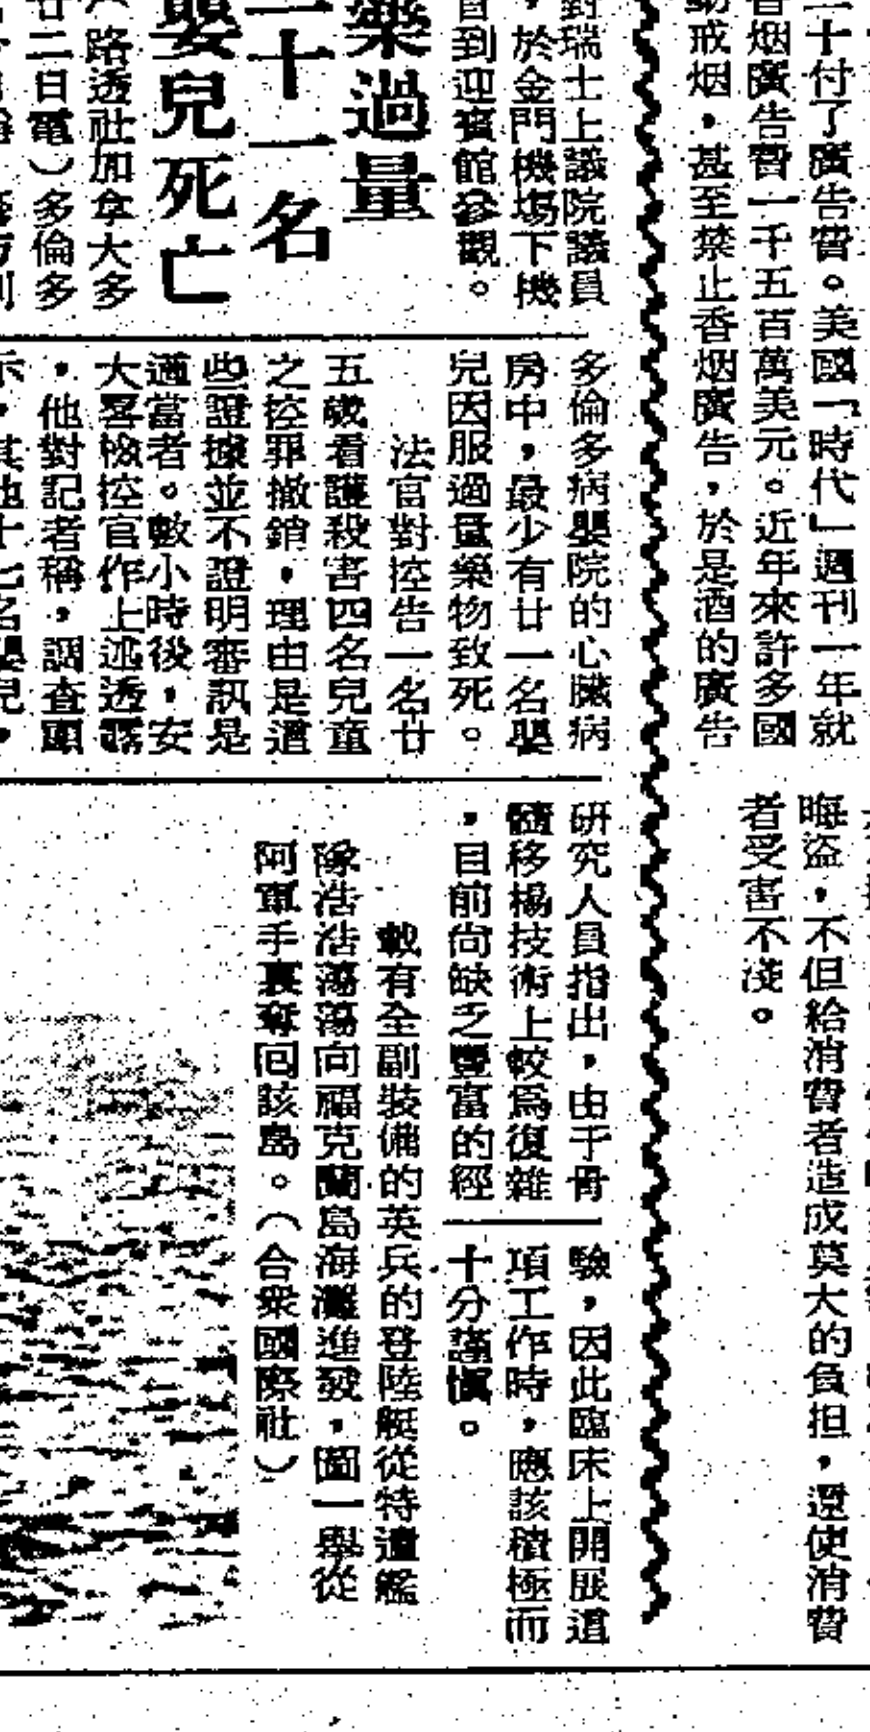 二十付了廣告費。美國「時代」週刊一年就
香烟廣告費一千五百萬美元。近年來許多國
戒烟，甚至禁止香烟廣告，於是酒的廣告
誨盜，不但給消費者造成莫大的負担，還使消費
者受害不淺。
對瑞士上議院議員
，於金門機場下機
到迎賓館參觀。
藥過量
二十一名
嬰兒死亡
（路透社加拿大多
廿二日電）多倫多
多倫多病嬰院的心臟病
房中，最少有廿一名嬰
兒因服過量藥物致死。
法官對控告一名廿
五歲看護殺害四名兒童
之控罪撤銷，理由是這
些證據並不證明審訊是
適當者。數小時後，安
大畧檢控官作上述透露
，他對記者稱，調查顯
示，其他十七名嬰兒，
研究人員指出，由于骨
髓移植技術上較爲復雜
，目前尚缺乏豐富的經
驗，因此臨床上開展這
項工作時，應該積極而
十分謹慎。
載有全副裝備的英兵的登陸艇從特遣艦
隊浩浩蕩蕩向福克蘭島海灘進發，圖一舉從
阿軍手裏奪回該島。（合衆國際社）